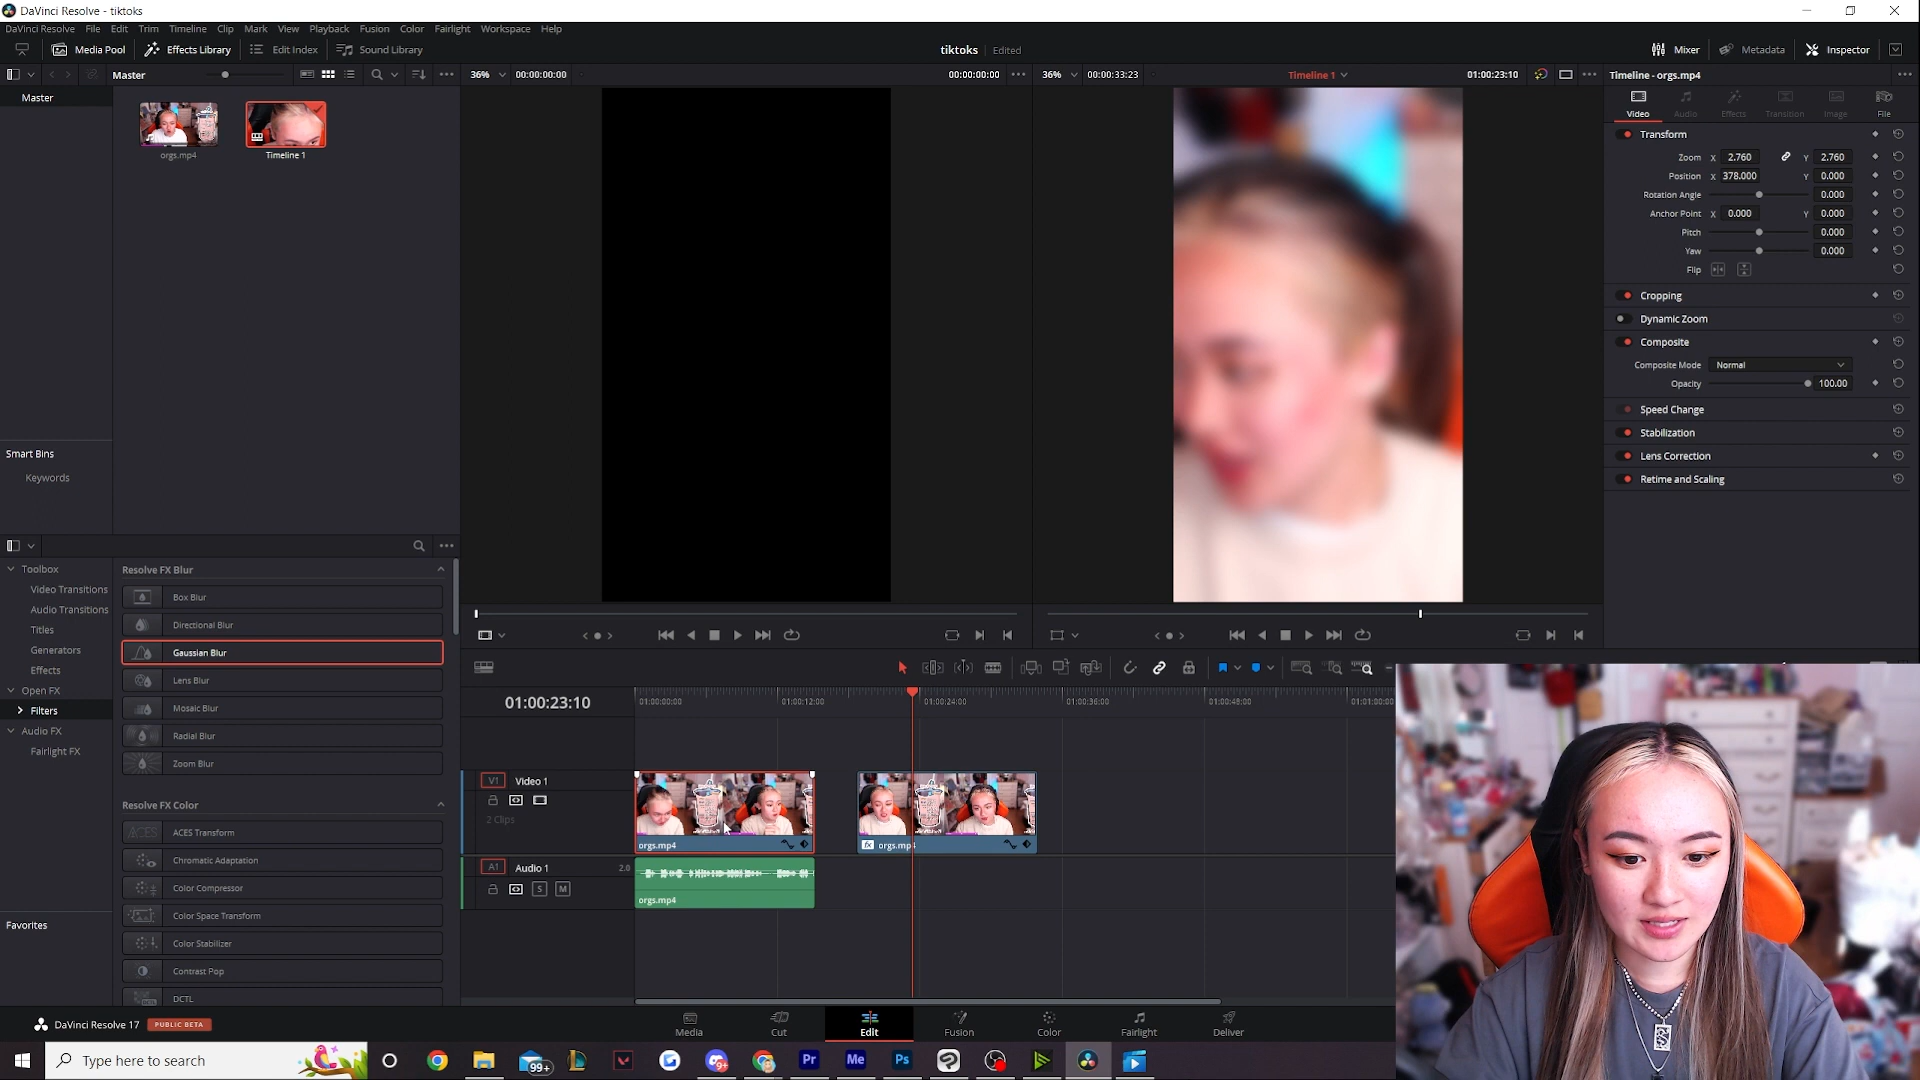 DaVinci Resolve - tiktoks
DaVinci Resolve File Edit Trim Timeline Clip Mark View Playback Fusion Color Fairlight Workspace Help
Media Pool Effects Library Edit Index Sound Library tiktoks Edited Mixer Metadata Inspector
Master 36% 00:00:00:00 00:00:00:00 36% 00:00:33:23 Timeline 1 01:00:23:10 Timeline - orgs.mp4
Master
orgs.mp4 Timeline 1
Video Audio Effects Transition Image File
Transform
Zoom X 2.760 Y 2.760
Position X 378.000 Y 0.000
Rotation Angle 0.000
Anchor Point X 0.000 Y 0.000
Pitch 0.000
Yaw 0.000
Flip
Cropping
Dynamic Zoom
Composite
Composite Mode Normal
Opacity 100.00
Speed Change
Stabilization
Lens Correction
Retime and Scaling
Smart Bins
Keywords
Toolbox
Video Transitions
Audio Transitions
Titles
Generators
Effects
Open FX
Filters
Audio FX
Fairlight FX
Favorites
Resolve FX Blur
Box Blur
Directional Blur
Gaussian Blur
Lens Blur
Mosaic Blur
Radial Blur
Zoom Blur
Resolve FX Color
ACES Transform
Chromatic Adaptation
Color Compressor
Color Space Transform
Color Stabilizer
Contrast Pop
DCTL
01:00:23:10 01:00:00:00 01:00:12:00 01:00:24:00 01:00:36:00 01:00:48:00 01:01:00:
V1 Video 1
2 Clips
orgs.mp4 fx orgs.mp4
A1 Audio 1 2.0
S M
orgs.mp4
DaVinci Resolve 17 PUBLIC BETA
Media Cut Edit Fusion Color Fairlight Deliver
Type here to search 99+ 9+ Pr Me Ps